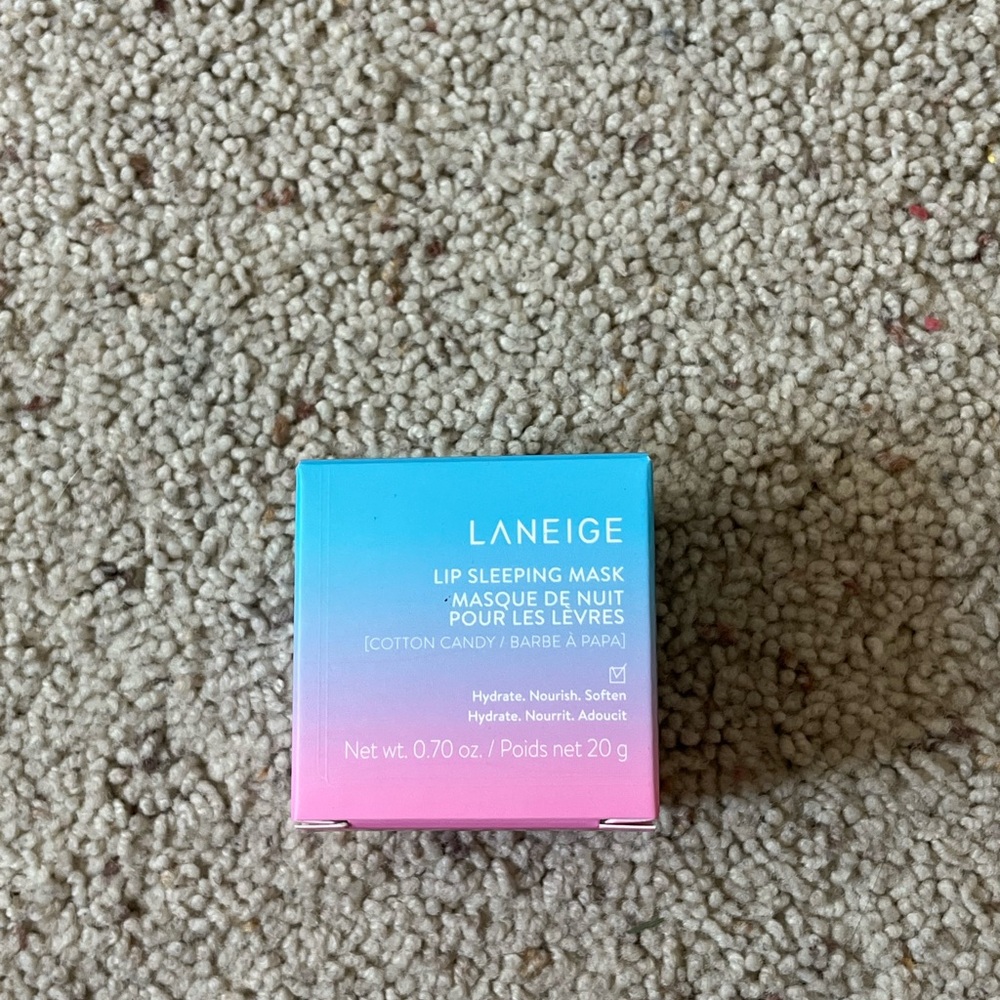 LANEIGE
LIP SLEEPING MASK
MASQUE DE NUIT
POUR LES LÈVRES
[COTTON CANDY / BARBE À PAPA]
Hydrate. Nourish. Soften
Hydrate. Nourrit. Adoucit
Net wt. 0.70 oz. / Poids net 20 g